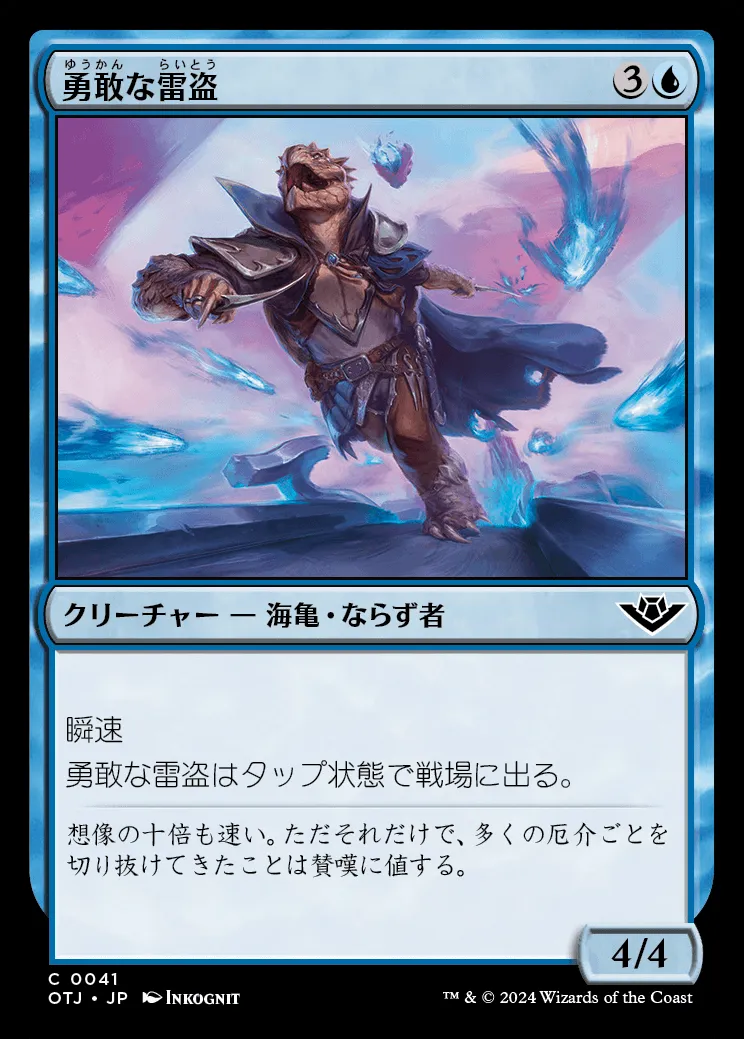 ゆうかん らいとう
勇敢な雷盗 3
クリーチャー — 海亀・ならず者
瞬速
勇敢な雷盗はタップ状態で戦場に出る。
想像の十倍も速い。ただそれだけで、多くの厄介ごとを
切り抜けてきたことは賛嘆に値する。
4/4
C 0041
OTJ • JP INKOGNIT
™ & © 2024 Wizards of the Coast